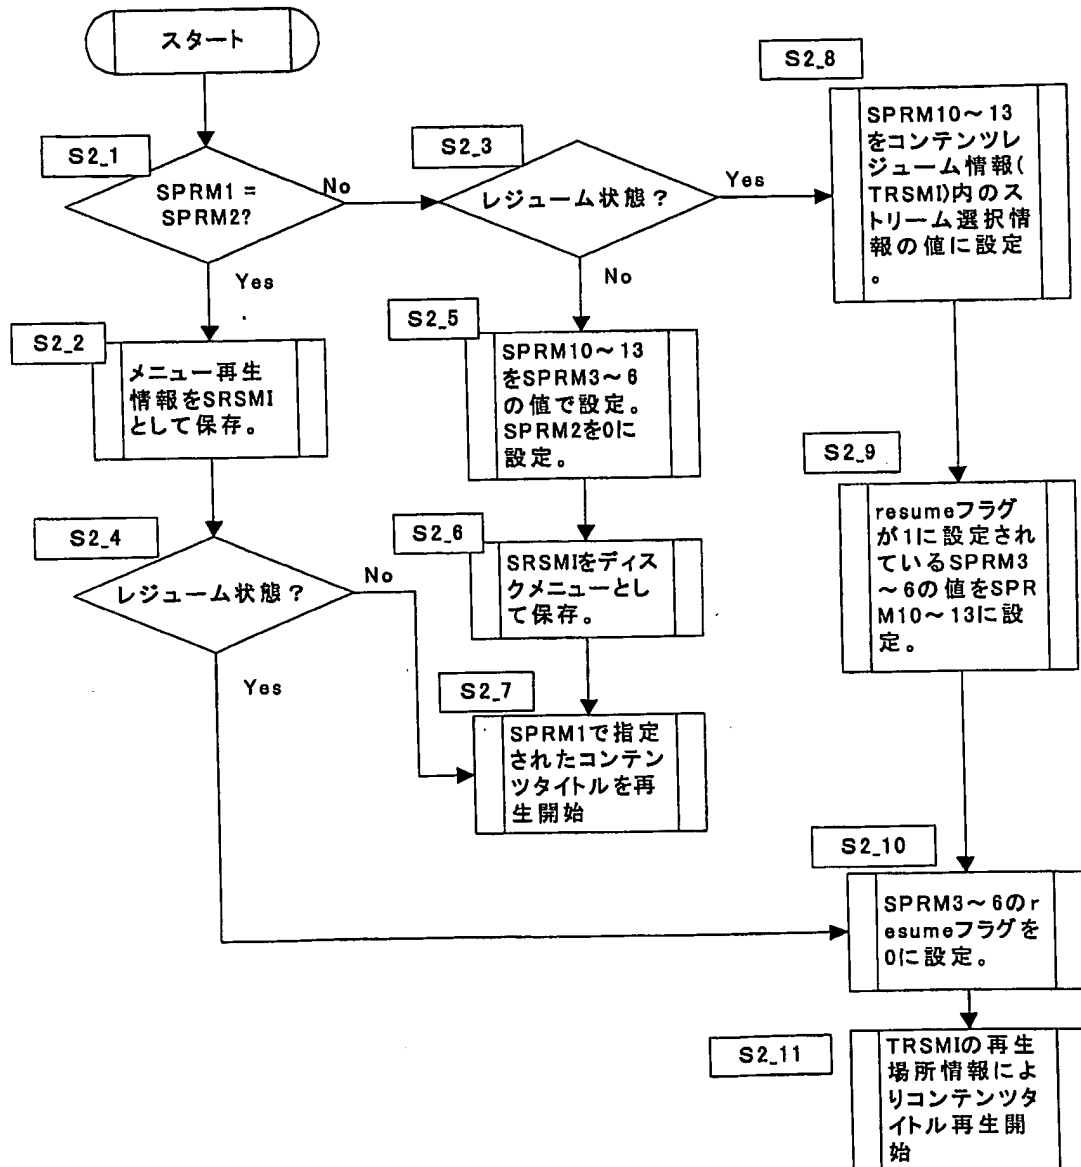 スタート
S2_1
SPRM1 =
SPRM2?
No
Yes
S2_2
メニュー再生
情報をSRSMI
として保存。
S2_4
レジューム状態？
No
Yes
S2_3
レジューム状態？
Yes
No
S2_5
SPRM10～13
をSPRM3～6
の値で設定。
SPRM2を0に
設定。
S2_6
SRSMIをディス
クメニューとし
て保存。
S2_7
SPRM1で指定
されたコンテン
ツタイトルを再
生開始
S2_8
SPRM10～13
をコンテンツレ
ジューム情報(
TRSMI)内のス
トリーム選択情
報の値に設定
。
S2_9
resumeフラグ
が1に設定され
ているSPRM3
～6の値をSPR
M10～13に設
定。
S2_10
SPRM3～6のr
esumeフラグを
0に設定。
S2_11
TRSMIの再生
場所情報によ
りコンテンツタ
イトル再生開
始